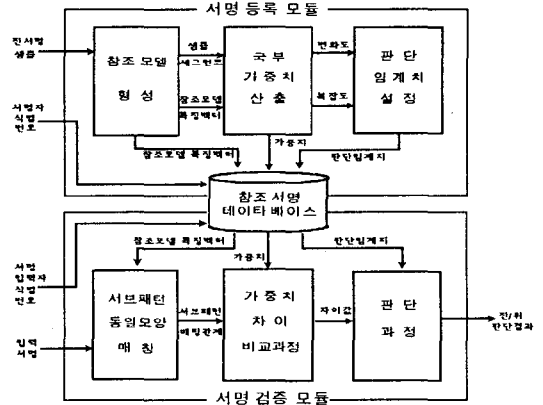 서명 등록 모듈
진서명
샘플
참조 모델
형성
샘플
세그먼트
참조모델
특징벡터
국 부
가 중 치
산 출
변화도
복잡도
판 단
임 계 치
설 정
서명자
식별
번호
참조모델 특징벡터
가중치
판단임계치
참조 서명
데이타 베이스
참조모델 특징벡터
가중치
판단임계치
서명
입력자
식별
번호
서브패턴
동일모양
매 칭
서브패턴
매핑관계
가 중 치
차 이
비교과정
차이값
판 단
과 정
진/위
판단결과
입력
서명
서명 검증 모듈